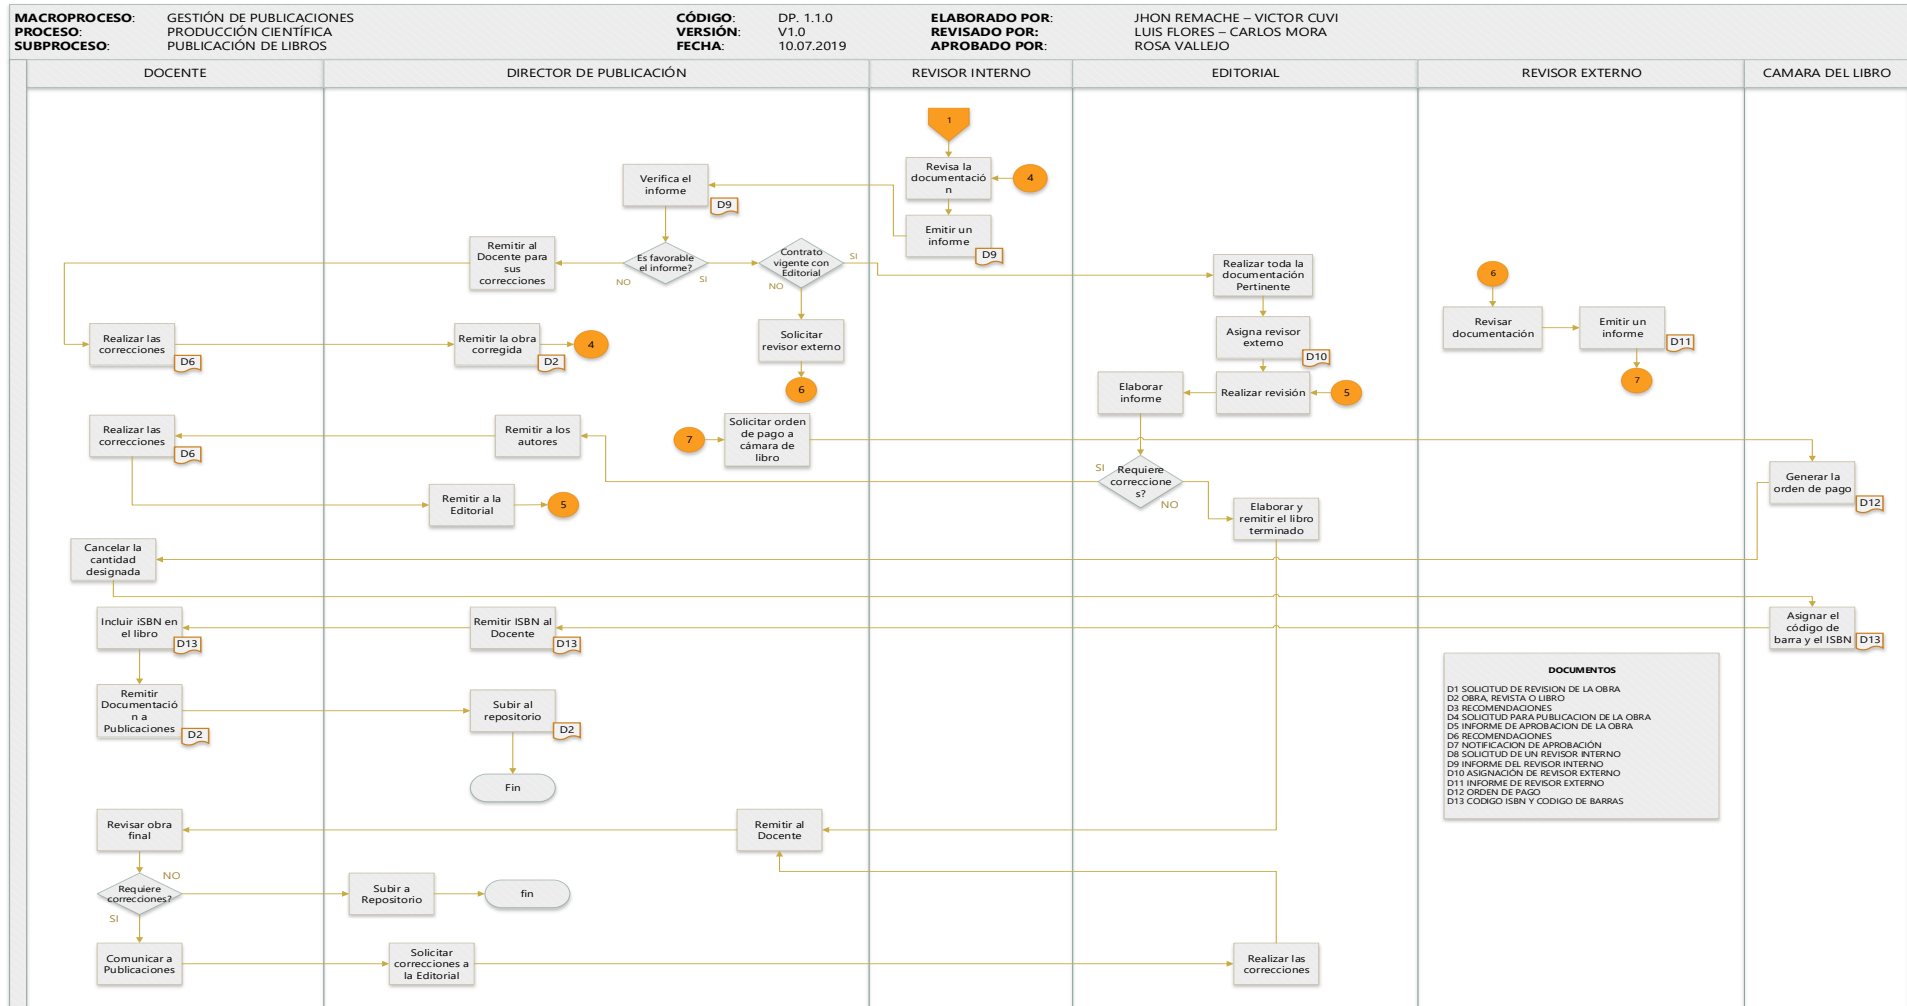 MACROPROCESO: GESTIÓN DE PUBLICACIONES CÓDIGO: DP. 1.1.0 ELABORADO POR: JHON REMACHE – VICTOR CUVI
PROCESO: PRODUCCIÓN CIENTÍFICA VERSIÓN: V1.0 REVISADO POR: LUIS FLORES – CARLOS MORA
SUBPROCESO: PUBLICACIÓN DE LIBROS FECHA: 10.07.2019 APROBADO POR: ROSA VALLEJO
DOCENTE DIRECTOR DE PUBLICACIÓN REVISOR INTERNO EDITORIAL REVISOR EXTERNO CAMARA DEL LIBRO
1
Revisa la
documentació
n
4
Verifica el
informe
D9
Emitir un
informe
D9
Remitir al
Docente para
sus
correcciones
Es favorable
el informe?
NO
SI
Contrato
vigente con
Editorial
SI
NO
Realizar toda la
documentación
Pertinente
6
Revisar
documentación
Emitir un
informe
D11
7
Realizar las
correcciones
D6
Remitir la obra
corregida
D2
4
Solicitar
revisor externo
6
Asigna revisor
externo
D10
Elaborar
informe
Realizar revisión
5
Realizar las
correcciones
D6
Remitir a los
autores
7
Solicitar orden
de pago a
cámara de
libro
SI
Requiere
correccione
s?
NO
Generar la
orden de pago
D12
Remitir a la
Editorial
5
Elaborar y
remitir el libro
terminado
Cancelar la
cantidad
designada
Incluir iSBN en
el libro
D13
Remitir ISBN al
Docente
D13
Asignar el
código de
barra y el ISBN
D13
Remitir
Documentació
n a
Publicaciones
D2
Subir al
repositorio
D2
Fin
DOCUMENTOS
D1 SOLICITUD DE REVISION DE LA OBRA
D2 OBRA, REVISTA O LIBRO
D3 RECOMENDACIONES
D4 SOLICITUD PARA PUBLICACION DE LA OBRA
D5 INFORME DE APROBACION DE LA OBRA
D6 RECOMENDACIONES
D7 NOTIFICACION DE APROBACIÓN
D8 SOLICITUD DE UN REVISOR INTERNO
D9 INFORME DEL REVISOR INTERNO
D10 ASIGNACIÓN DE REVISOR EXTERNO
D11 INFORME DE REVISOR EXTERNO
D12 ORDEN DE PAGO
D13 CODIGO ISBN Y CODIGO DE BARRAS
Revisar obra
final
Remitir al
Docente
NO
Requiere
correcciones?
SI
Subir a
Repositorio
fin
Comunicar a
Publicaciones
Solicitar
correcciones a
la Editorial
Realizar las
correcciones